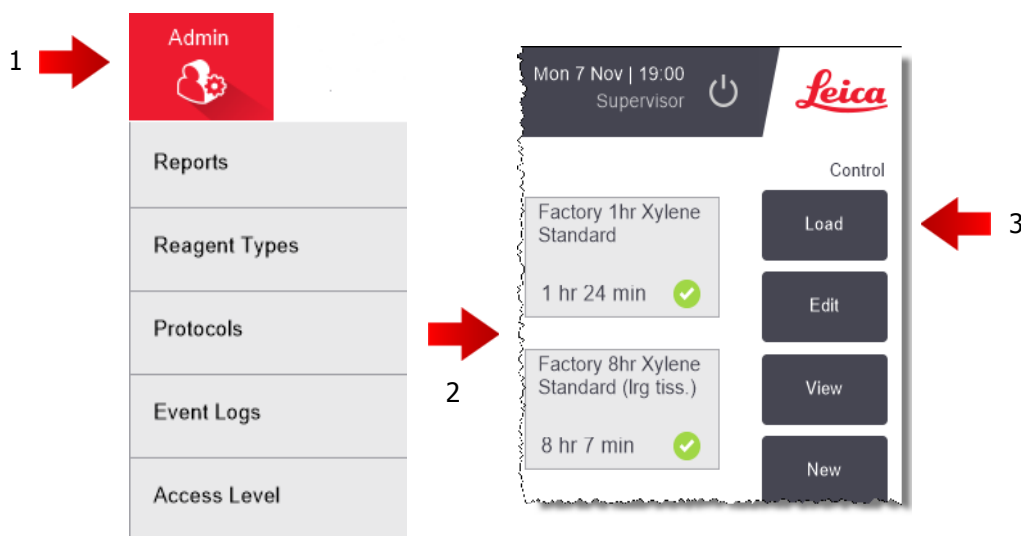 1
Admin
Reports
Reagent Types
Protocols
Event Logs
Access Level
2
Mon 7 Nov | 19:00
Supervisor
Leica
Control
Factory 1hr Xylene
Standard
1 hr 24 min
Factory 8hr Xylene
Standard (lrg tiss.)
8 hr 7 min
Load
Edit
View
New
3